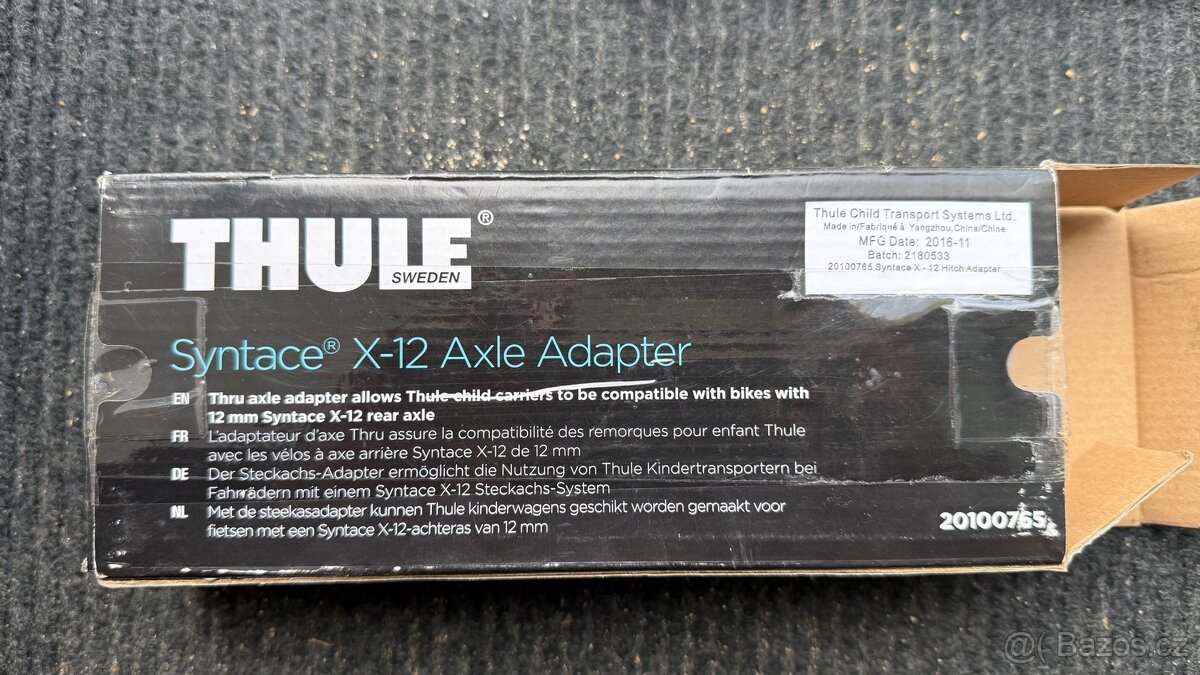 THULE®
SWEDEN
Thule Child Transport Systems Ltd.
Made in/Fabriqué à Yangzhou,China/Chine
MFG Date: 2016-11
Batch: 2180533
20100765 Syntace X - 12 Hitch Adapter
Syntace® X-12 Axle Adapter
EN Thru axle adapter allows Thule child carriers to be compatible with bikes with
12 mm Syntace X-12 rear axle
FR L'adaptateur d'axe Thru assure la compatibilité des remorques pour enfant Thule
avec les vélos à axe arrière Syntace X-12 de 12 mm
DE Der Steckachs-Adapter ermöglicht die Nutzung von Thule Kindertransportern bei
Fahrrädern mit einem Syntace X-12 Steckachs-System
NL Met de steekasadapter kunnen Thule kinderwagens geschikt worden gemaakt voor
fietsen met een Syntace X-12-achteras van 12 mm
20100765
@( Bazos.cz